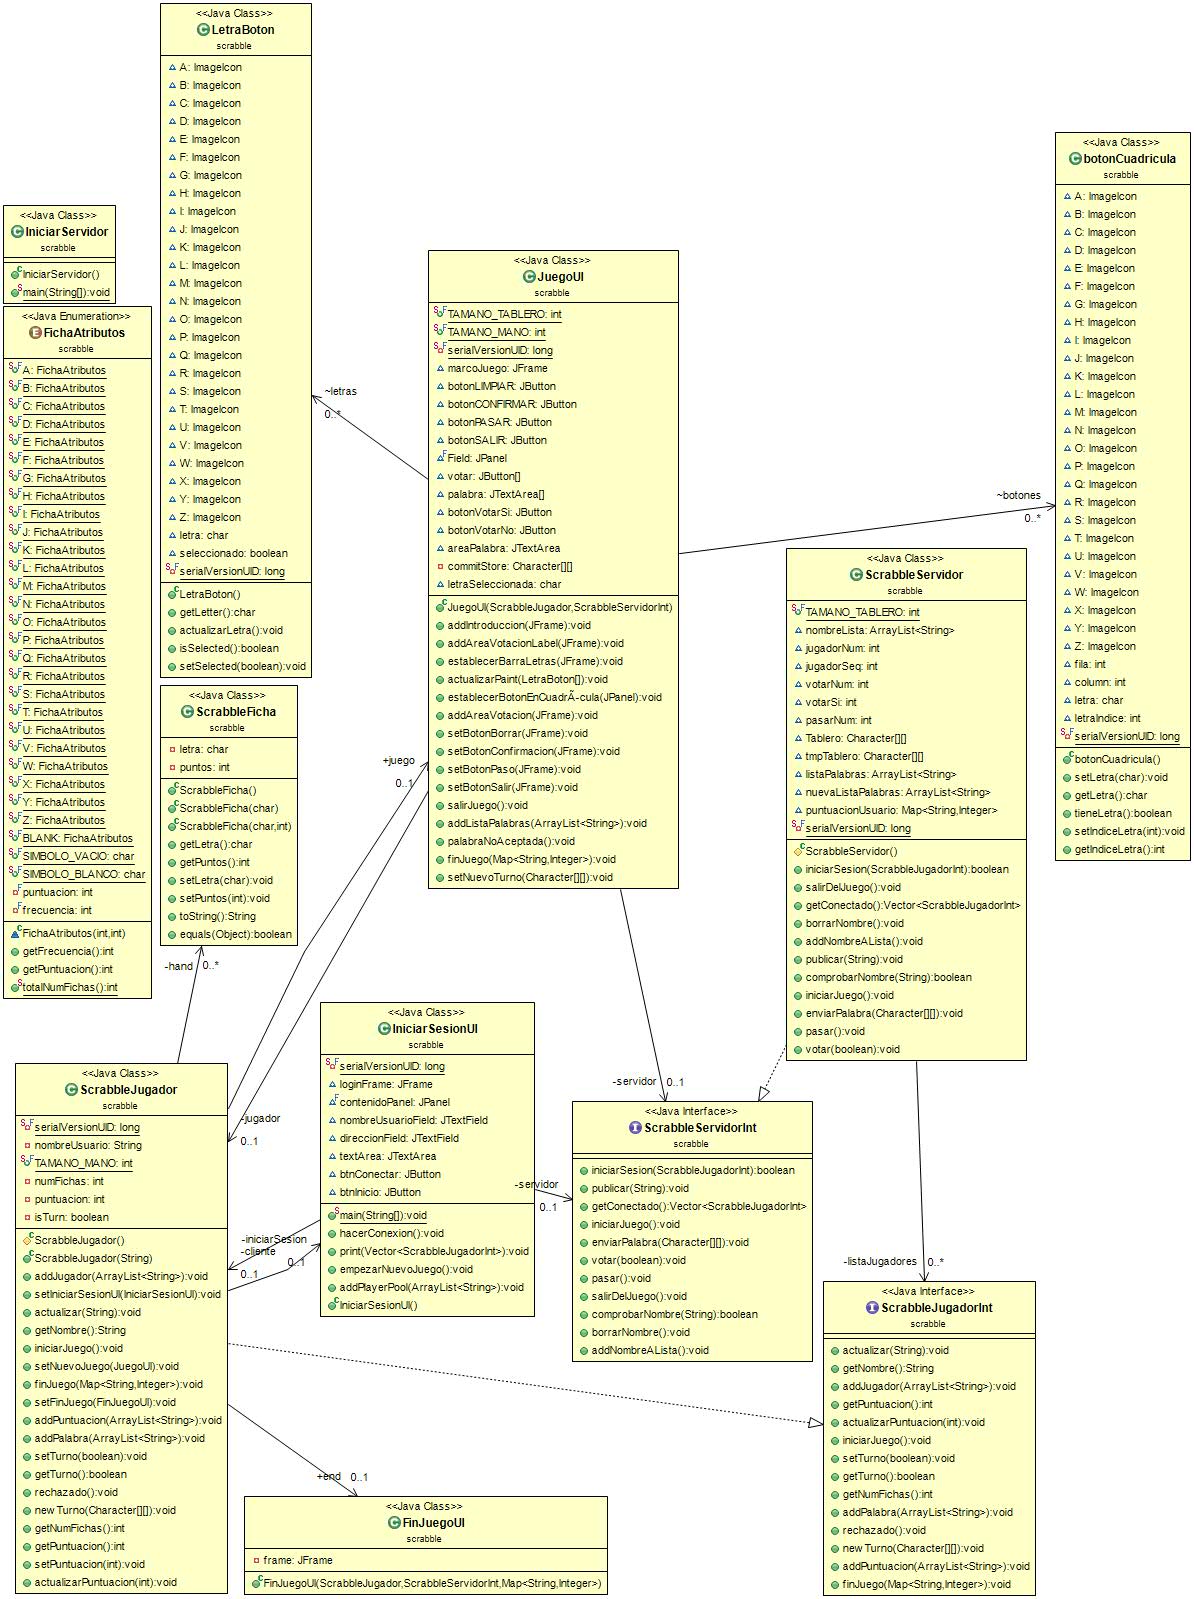 <<Java Class>>
LetraBoton
scrabble
A: ImageIcon
B: ImageIcon
C: ImageIcon
D: ImageIcon
E: ImageIcon
F: ImageIcon
G: ImageIcon
H: ImageIcon
I: ImageIcon
J: ImageIcon
K: ImageIcon
L: ImageIcon
M: ImageIcon
N: ImageIcon
O: ImageIcon
P: ImageIcon
Q: ImageIcon
R: ImageIcon
S: ImageIcon
T: ImageIcon
U: ImageIcon
V: ImageIcon
W: ImageIcon
X: ImageIcon
Y: ImageIcon
Z: ImageIcon
letra: char
seleccionado: boolean
serialVersionUID: long
LetraBoton()
getLetter():char
actualizarLetra():void
isSelected():boolean
setSelected(boolean):void
<<Java Class>>
IniciarServidor
scrabble
IniciarServidor()
main(String[]):void
<<Java Enumeration>>
FichaAtributos
scrabble
A: FichaAtributos
B: FichaAtributos
C: FichaAtributos
D: FichaAtributos
E: FichaAtributos
F: FichaAtributos
G: FichaAtributos
H: FichaAtributos
I: FichaAtributos
J: FichaAtributos
K: FichaAtributos
L: FichaAtributos
M: FichaAtributos
N: FichaAtributos
O: FichaAtributos
P: FichaAtributos
Q: FichaAtributos
R: FichaAtributos
S: FichaAtributos
T: FichaAtributos
U: FichaAtributos
V: FichaAtributos
W: FichaAtributos
X: FichaAtributos
Y: FichaAtributos
Z: FichaAtributos
BLANK: FichaAtributos
SIMBOLO_VACIO: char
SIMBOLO_BLANCO: char
puntuacion: int
frecuencia: int
FichaAtributos(int,int)
getFrecuencia():int
getPuntuacion():int
totalNumFichas():int
<<Java Class>>
ScrabbleFicha
scrabble
letra: char
puntos: int
ScrabbleFicha()
ScrabbleFicha(char)
ScrabbleFicha(char,int)
getLetra():char
getPuntos():int
setLetra(char):void
setPuntos(int):void
toString():String
equals(Object):boolean
-hand
0..*
~letras
0..*
<<Java Class>>
JuegoUI
scrabble
TAMANO_TABLERO: int
TAMANO_MANO: int
serialVersionUID: long
marcoJuego: JFrame
botonLIMPIAR: JButton
botonCONFIRMAR: JButton
botonPASAR: JButton
botonSALIR: JButton
Field: JPanel
votar: JButton[]
palabra: JTextArea[]
botonVotarSi: JButton
botonVotarNo: JButton
areaPalabra: JTextArea
commitStore: Character[][]
letraSeleccionada: char
JuegoUI(ScrabbleJugador,ScrabbleServidorInt)
addIntroduccion(JFrame):void
addAreaVotacionLabel(JFrame):void
establecerBarraLetras(JFrame):void
actualizarPaint(LetraBoton[]):void
establecerBotonEnCuadrÃ-cula(JPanel):void
addAreaVotacion(JFrame):void
setBotonBorrar(JFrame):void
setBotonConfirmacion(JFrame):void
setBotonPaso(JFrame):void
setBotonSalir(JFrame):void
salirJuego():void
addListaPalabras(ArrayList<String>):void
palabraNoAceptada():void
finJuego(Map<String,Integer>):void
setNuevoTurno(Character[][]):void
+juego
0..1
~botones
0..*
<<Java Class>>
botonCuadricula
scrabble
A: ImageIcon
B: ImageIcon
C: ImageIcon
D: ImageIcon
E: ImageIcon
F: ImageIcon
G: ImageIcon
H: ImageIcon
I: ImageIcon
J: ImageIcon
K: ImageIcon
L: ImageIcon
M: ImageIcon
N: ImageIcon
O: ImageIcon
P: ImageIcon
Q: ImageIcon
R: ImageIcon
S: ImageIcon
T: ImageIcon
U: ImageIcon
V: ImageIcon
W: ImageIcon
X: ImageIcon
Y: ImageIcon
Z: ImageIcon
fila: int
column: int
letra: char
letraIndice: int
serialVersionUID: long
botonCuadricula()
setLetra(char):void
getLetra():char
tieneLetra():boolean
setIndiceLetra(int):void
getIndiceLetra():int
<<Java Class>>
ScrabbleServidor
scrabble
TAMANO_TABLERO: int
nombreLista: ArrayList<String>
jugadorNum: int
jugadorSeq: int
votarNum: int
votarSi: int
pasarNum: int
Tablero: Character[][]
tmpTablero: Character[][]
listaPalabras: ArrayList<String>
nuevaListaPalabras: ArrayList<String>
puntuacionUsuario: Map<String,Integer>
serialVersionUID: long
ScrabbleServidor()
iniciarSesion(ScrabbleJugadorInt):boolean
salirDelJuego():void
getConectado():Vector<ScrabbleJugadorInt>
borrarNombre():void
addNombreALista():void
publicar(String):void
comprobarNombre(String):boolean
iniciarJuego():void
enviarPalabra(Character[][]):void
pasar():void
votar(boolean):void
<<Java Class>>
ScrabbleJugador
scrabble
serialVersionUID: long
nombreUsuario: String
TAMANO_MANO: int
numFichas: int
puntuacion: int
isTurn: boolean
ScrabbleJugador()
ScrabbleJugador(String)
addJugador(ArrayList<String>):void
setIniciarSesionUI(IniciarSesionUI):void
actualizar(String):void
getNombre():String
iniciarJuego():void
setNuevoJuego(JuegoUI):void
finJuego(Map<String,Integer>):void
setFinJuego(FinJuegoUI):void
addPuntuacion(ArrayList<String>):void
addPalabra(ArrayList<String>):void
setTurno(boolean):void
getTurno():boolean
rechazado():void
newTurno(Character[][]):void
getNumFichas():int
getPuntuacion():int
setPuntuacion(int):void
actualizarPuntuacion(int):void
-jugador
0..1
-iniciarSesion
-cliente
0..1
0..1
<<Java Class>>
IniciarSesionUI
scrabble
serialVersionUID: long
loginFrame: JFrame
contenidoPanel: JPanel
nombreUsuarioField: JTextField
direccionField: JTextField
textArea: JTextArea
btnConectar: JButton
btnInicio: JButton
main(String[]):void
hacerConexion():void
print(Vector<ScrabbleJugadorInt>):void
empezarNuevoJuego():void
addPlayerPool(ArrayList<String>):void
IniciarSesionUI()
-servidor
0..1
-servidor
0..1
<<Java Interface>>
ScrabbleServidorInt
scrabble
iniciarSesion(ScrabbleJugadorInt):boolean
publicar(String):void
getConectado():Vector<ScrabbleJugadorInt>
iniciarJuego():void
enviarPalabra(Character[][]):void
votar(boolean):void
pasar():void
salirDelJuego():void
comprobarNombre(String):boolean
borrarNombre():void
addNombreALista():void
-listaJugadores
0..*
<<Java Interface>>
ScrabbleJugadorInt
scrabble
actualizar(String):void
getNombre():String
addJugador(ArrayList<String>):void
getPuntuacion():int
actualizarPuntuacion(int):void
iniciarJuego():void
setTurno(boolean):void
getTurno():boolean
getNumFichas():int
addPalabra(ArrayList<String>):void
rechazado():void
newTurno(Character[][]):void
addPuntuacion(ArrayList<String>):void
finJuego(Map<String,Integer>):void
+end
0..1
<<Java Class>>
FinJuegoUI
scrabble
frame: JFrame
FinJuegoUI(ScrabbleJugador,ScrabbleServidorInt,Map<String,Integer>)